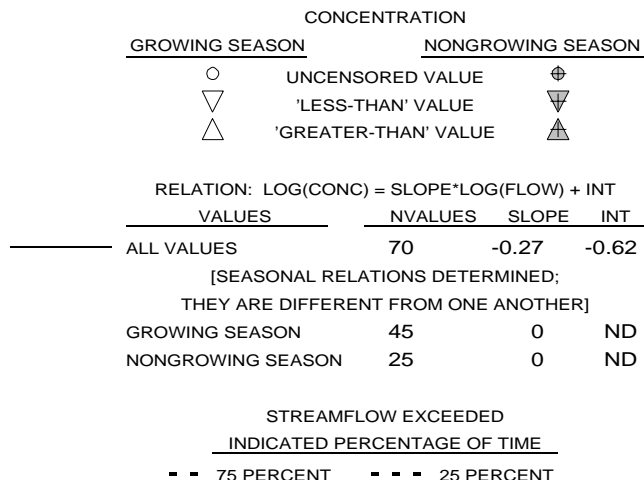 CONCENTRATION
GROWING SEASON NONGROWING SEASON
UNCENSORED VALUE
'LESS-THAN' VALUE
'GREATER-THAN' VALUE
RELATION: LOG(CONC) = SLOPE*LOG(FLOW) + INT
VALUES NVALUES SLOPE INT
ALL VALUES 70 -0.27 -0.62
[SEASONAL RELATIONS DETERMINED;
THEY ARE DIFFERENT FROM ONE ANOTHER]
GROWING SEASON 45 0 ND
NONGROWING SEASON 25 0 ND
STREAMFLOW EXCEEDED
INDICATED PERCENTAGE OF TIME
75 PERCENT 25 PERCENT